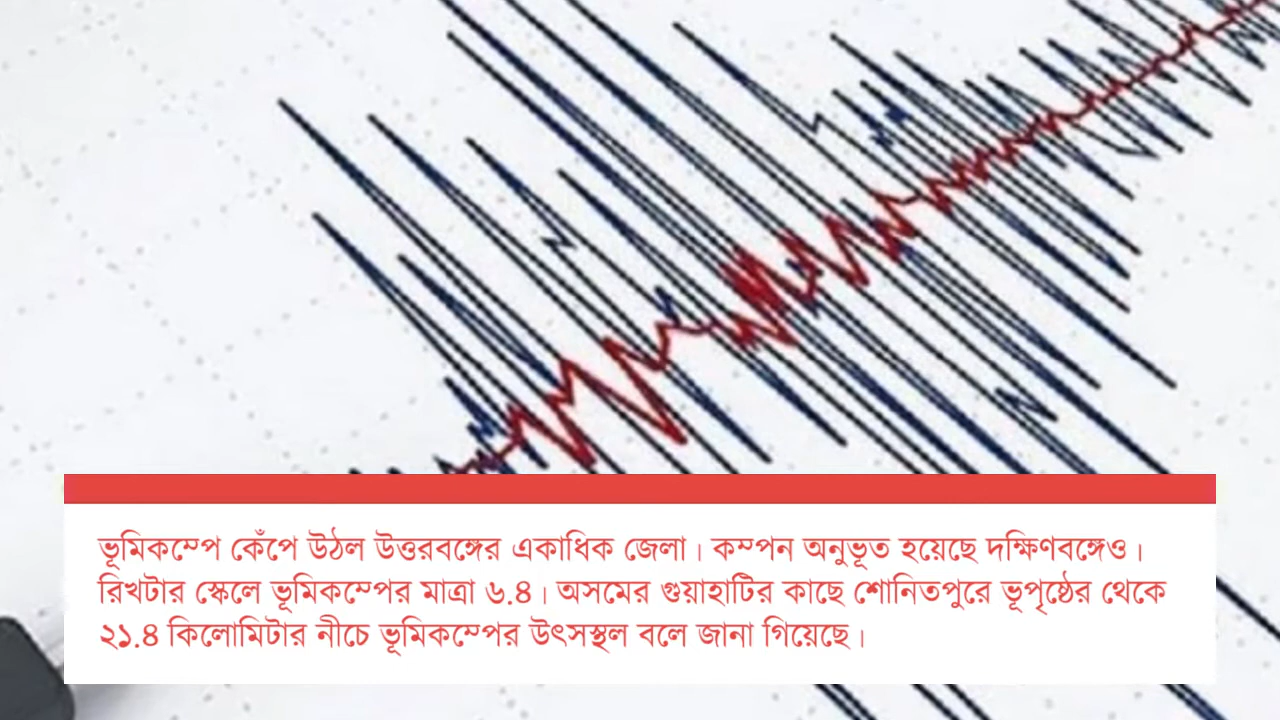 ভূমিকম্পে কেঁপে উঠল উত্তরবঙ্গের একাধিক জেলা। কম্পন অনুভূত হয়েছে দক্ষিণবঙ্গেও।
রিখটার স্কেলে ভূমিকম্পের মাত্রা ৬.৪। অসমের গুয়াহাটির কাছে শোনিতপুরে ভূপৃষ্ঠের থেকে
২১.৪ কিলোমিটার নীচে ভূমিকম্পের উৎসস্থল বলে জানা গিয়েছে।